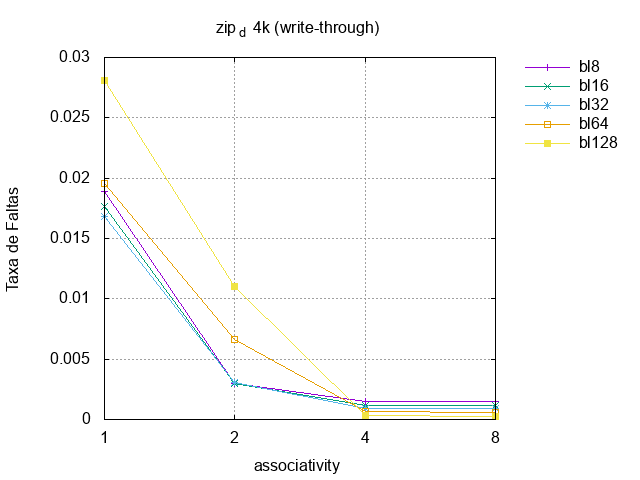 zip d 4k (write-through)
0.03
0.025
0.02
0.015
0.01
0.005
0
Taxa de Faltas
1 2 4 8
associativity
bl8
bl16
bl32
bl64
bl128